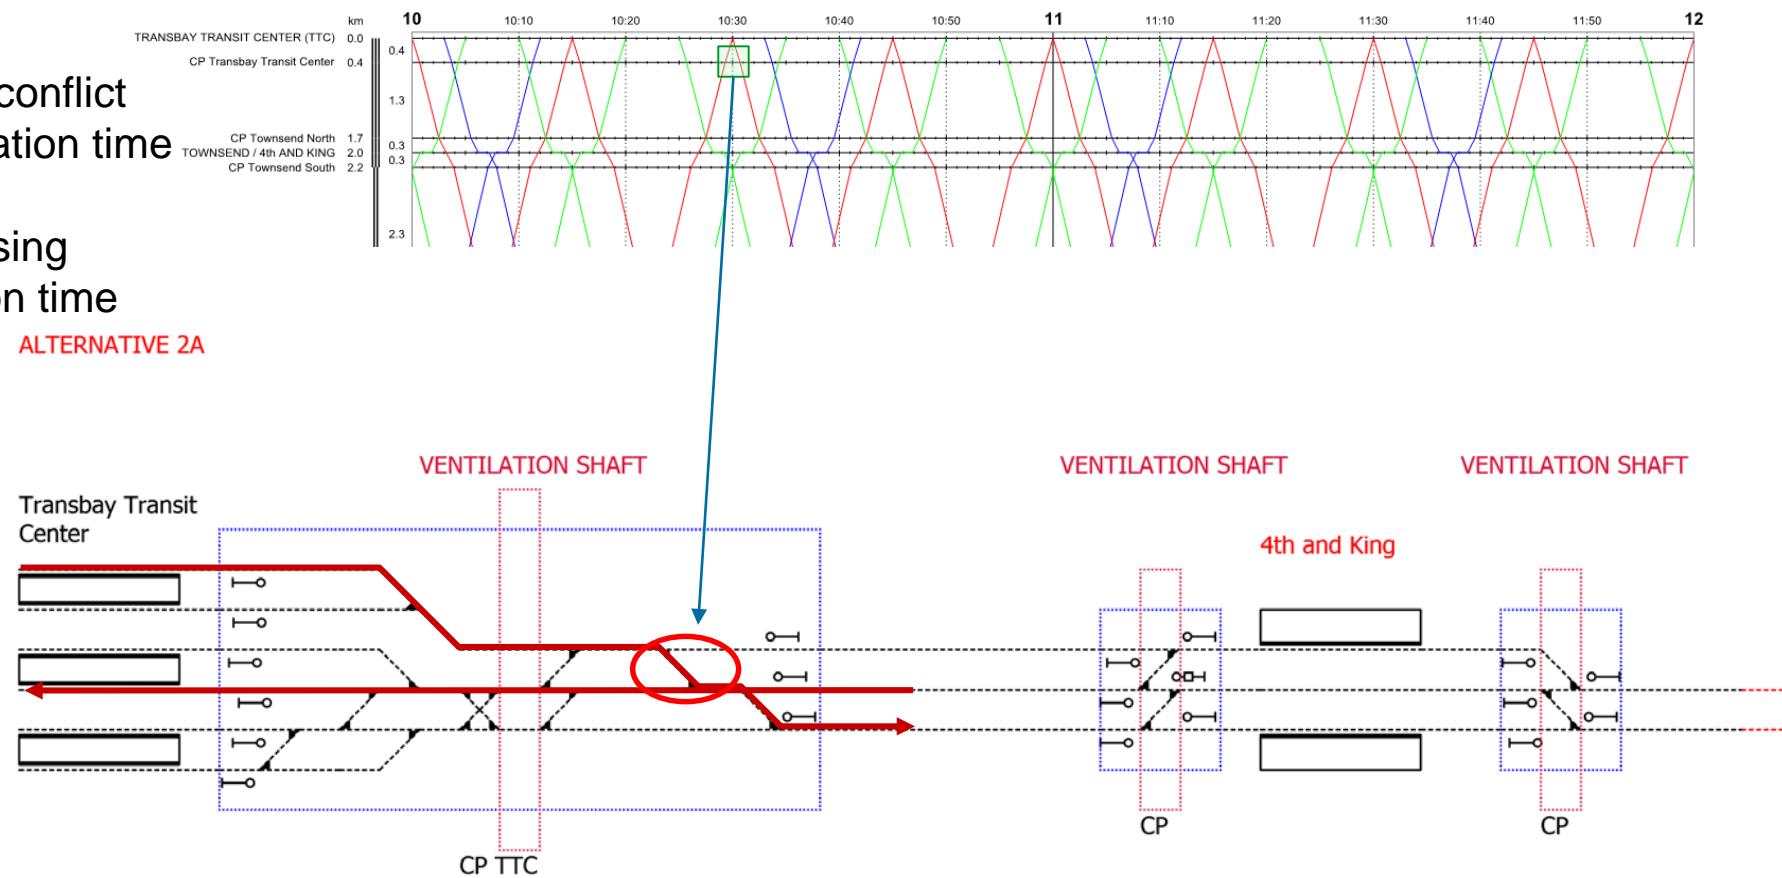 km 10 10:10 10:20 10:30 10:40 10:50 11 11:10 11:20 11:30 11:40 11:50 12
TRANSBAY TRANSIT CENTER (TTC) 0.0
0.4
CP Transbay Transit Center 0.4
conflict
1.3
ation time
CP Townsend North 1.7
0.3
TOWNSEND / 4th AND KING 2.0
0.3
CP Townsend South 2.2
2.3
sing
on time
ALTERNATIVE 2A
VENTILATION SHAFT VENTILATION SHAFT VENTILATION SHAFT
Transbay Transit
Center
4th and King
CP CP
CP TTC